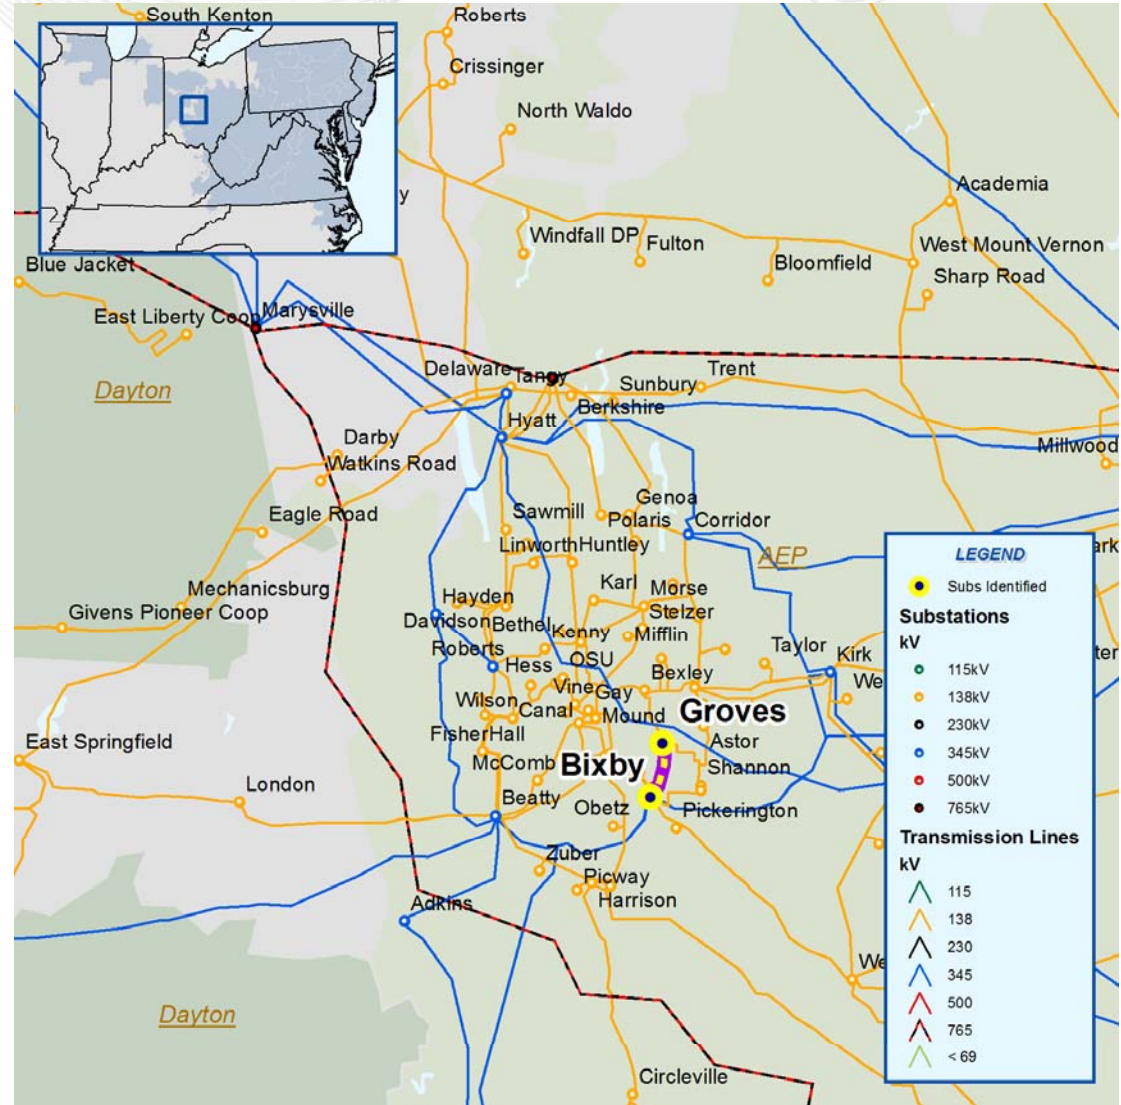 South Kenton
Roberts
Crissinger
North Waldo
Academia
y
Windfall DP
Fulton
West Mount Vernon
Blue Jacket
Bloomfield
Sharp Road
East Liberty Coop
Marysville
Delaware
Tangy
Trent
Dayton
Sunbury
Berkshire
Hyatt
Darby
Millwood
Watkins Road
Genoa
Eagle Road
Sawmill
Polaris
Corridor
Linworth
Huntley
AEP
ark
Mechanicsburg
Hayden
Karl
Morse
Givens Pioneer Coop
Davidson
Bethel
Kenny
Stelzer
Mifflin
Roberts
Hess
OSU
Bexley
Taylor
Kirk
ter
Wilson
Vine
Gay
We
Canal
Mound
Groves
East Springfield
Fisher
Hall
Astor
McComb
Bixby
Shannon
London
Beatty
Obetz
Pickerington
Zuber
Picway
Harrison
Adkins
We
Dayton
Circleville
LEGEND
Subs Identified
Substations
kV
115kV
138kV
230kV
345kV
500kV
765kV
Transmission Lines
kV
115
138
230
345
500
765
< 69